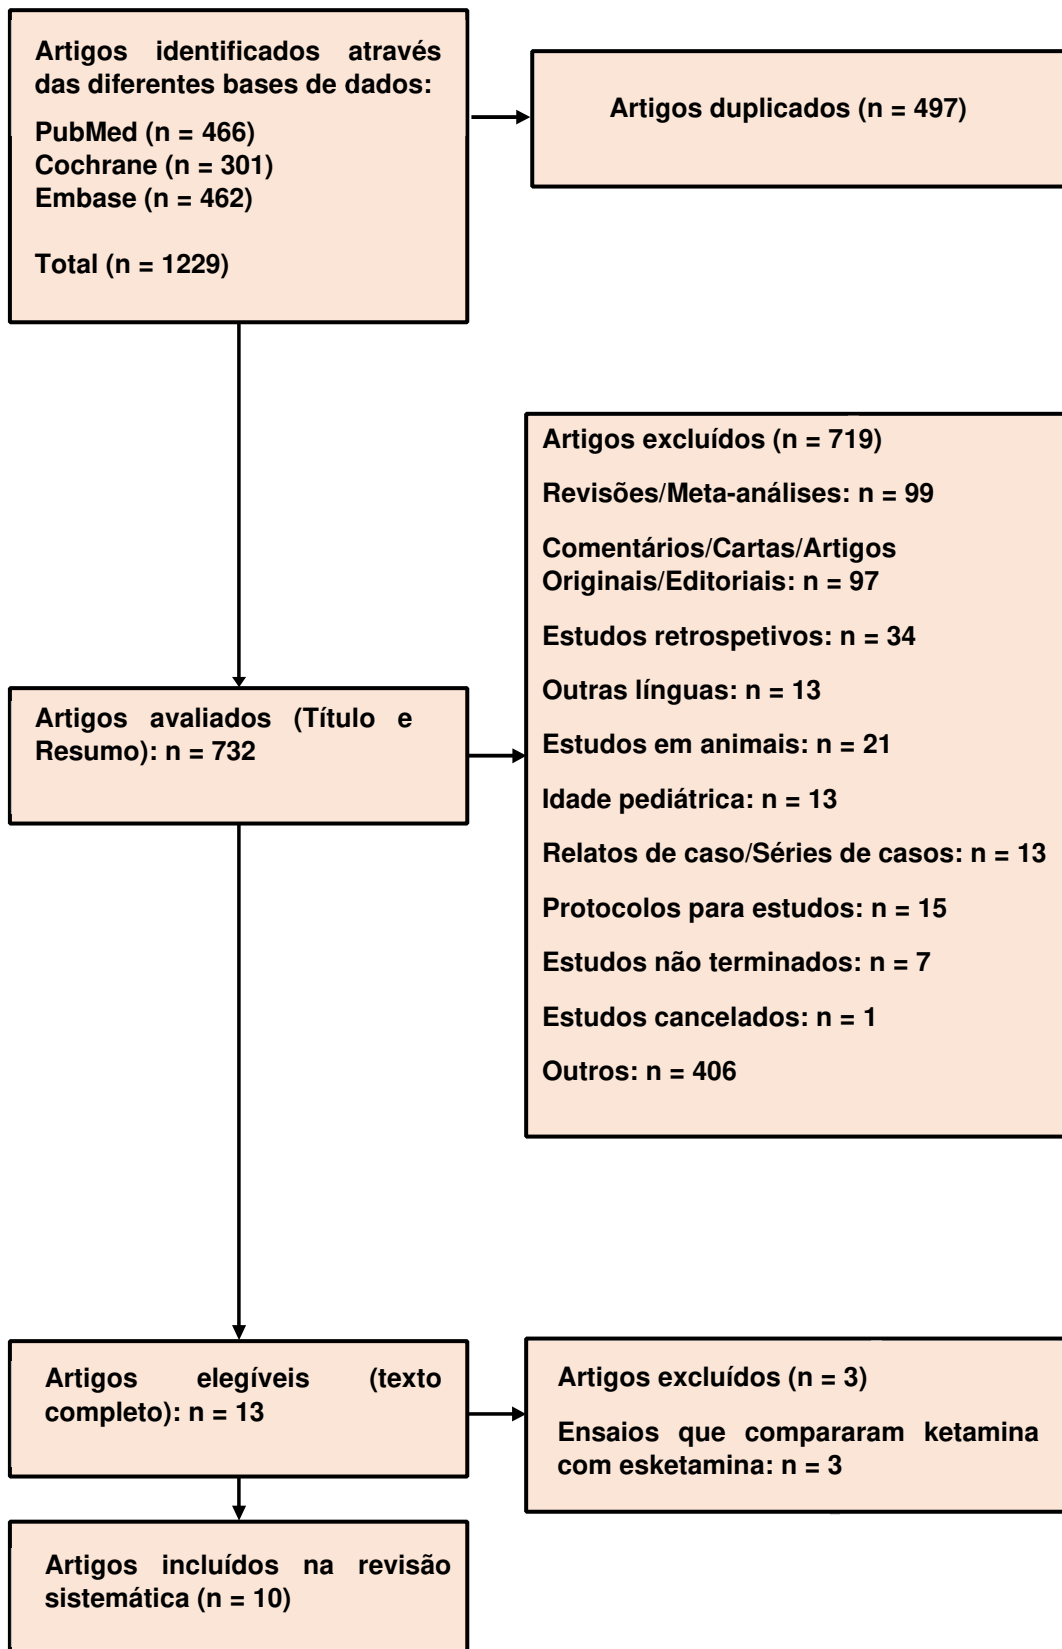 Artigos identificados através
das diferentes bases de dados:
PubMed (n = 466)
Cochrane (n = 301)
Embase (n = 462)
Total (n = 1229)
Artigos duplicados (n = 497)
Artigos avaliados (Título e
Resumo): n = 732
Artigos excluídos (n = 719)
Revisões/Meta-análises: n = 99
Comentários/Cartas/Artigos
Originais/Editoriais: n = 97
Estudos retrospetivos: n = 34
Outras línguas: n = 13
Estudos em animais: n = 21
Idade pediátrica: n = 13
Relatos de caso/Séries de casos: n = 13
Protocolos para estudos: n = 15
Estudos não terminados: n = 7
Estudos cancelados: n = 1
Outros: n = 406
Artigos elegíveis (texto
completo): n = 13
Artigos excluídos (n = 3)
Ensaios que compararam ketamina
com esketamina: n = 3
Artigos incluídos na revisão
sistemática (n = 10)